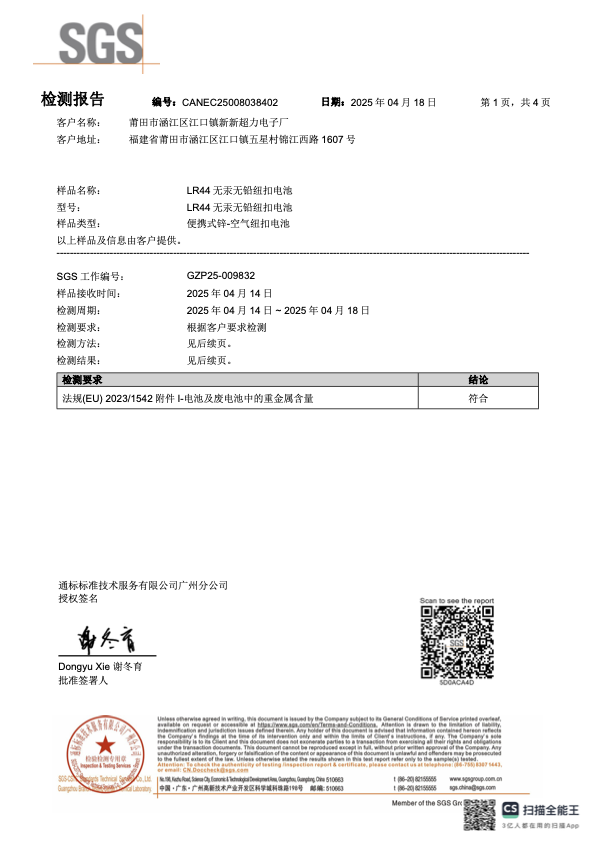 SGS
检测报告
编号：CANEC25008038402
日期：2025 年 04 月 18 日
第 1 页，共 4 页
客户名称：
莆田市涵江区江口镇新新超力电子厂
客户地址：
福建省莆田市涵江区江口镇五星村锦江西路 1607 号
样品名称：
LR44 无汞无铅纽扣电池
型号：
LR44 无汞无铅纽扣电池
样品类型：
便携式锌-空气纽扣电池
以上样品及信息由客户提供。
SGS 工作编号：
GZP25-009832
样品接收时间：
2025 年 04 月 14 日
检测周期：
2025 年 04 月 14 日 ~ 2025 年 04 月 18 日
检测要求：
根据客户要求检测
检测方法：
见后续页。
检测结果：
见后续页。
检测要求
结论
法规(EU) 2023/1542 附件 I-电池及废电池中的重金属含量
符合
通标标准技术服务有限公司广州分公司
授权签名
Scan to see the report
SGS
5D0ACA4D
谢冬育
Dongyu Xie 谢冬育
批准签署人
检验检测专用章
Inspection & Testing Services
Unless otherwise agreed in writing, this document is issued by the Company subject to its General Conditions of Service printed overleaf,
available on request or accessible at https://www.sgs.com/en/Terms-and-Conditions. Attention is drawn to the limitation of liability,
indemnification and jurisdiction issues defined therein. Any holder of this document is advised that information contained hereon reflects
the Company's findings at the time of its intervention only and within the limits of Client's instructions, if any. The Company's sole
responsibility is to its Client and this document does not exonerate parties to a transaction from exercising all their rights and obligations
under the transaction documents. This document cannot be reproduced except in full, without prior written approval of the Company. Any
unauthorized alteration, forgery or falsification of the content or appearance of this document is unlawful and offenders may be prosecuted
to the fullest extent of the law. Unless otherwise stated the results shown in this test report refer only to the sample(s) tested.
Attention: To check the authenticity of testing /inspection report & certificate, please contact us at telephone: (86-755) 8307 1443,
or email: CN.Doccheck@sgs.com
No.198, Kezhu Road, Science City, Economic & Technological Development Area, Guangzhou, Guangdong, China 510663
t (86–20) 82155555
www.sgsgroup.com.cn
中国 · 广东 · 广州高新技术产业开发区科学城科珠路198号
邮编: 510663
t (86–20) 82155555
sgs.china@sgs.com
Member of the SGS
CS 扫描全能王
3亿人都在用的扫描App